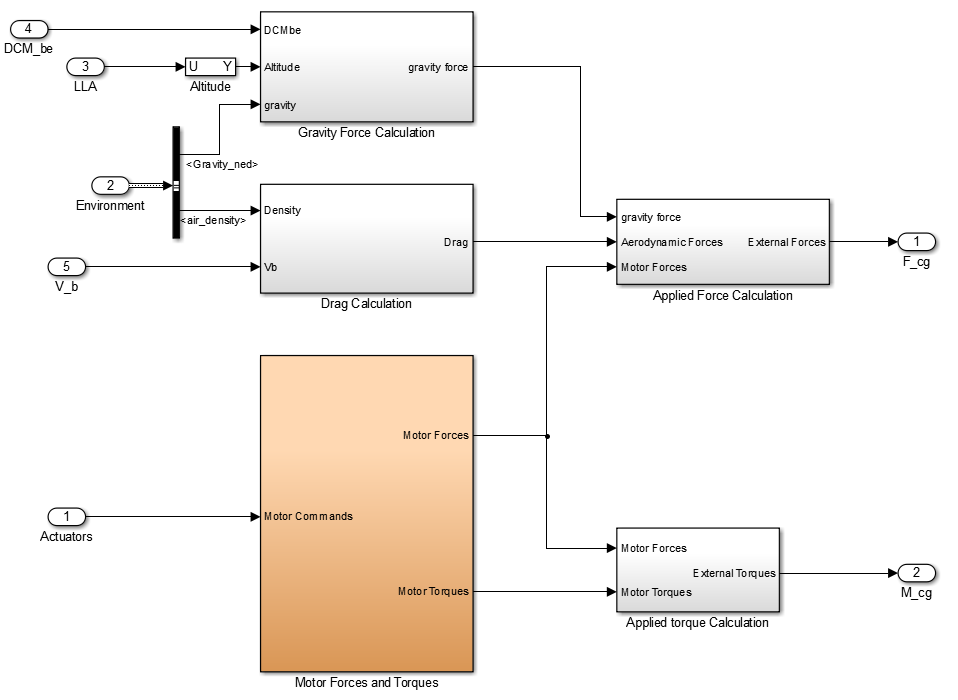 4
DCM_be
3
LLA
U Y
Altitude
DCMbe
Altitude
gravity
gravity force
Gravity Force Calculation
<Gravity_ned>
2
Environment
<air_density>
5
V_b
Density
Vb
Drag
Drag Calculation
gravity force
Aerodynamic Forces
Motor Forces
External Forces
Applied Force Calculation
1
F_cg
1
Actuators
Motor Commands
Motor Forces
Motor Torques
Motor Forces and Torques
Motor Forces
Motor Torques
External Torques
Applied torque Calculation
2
M_cg